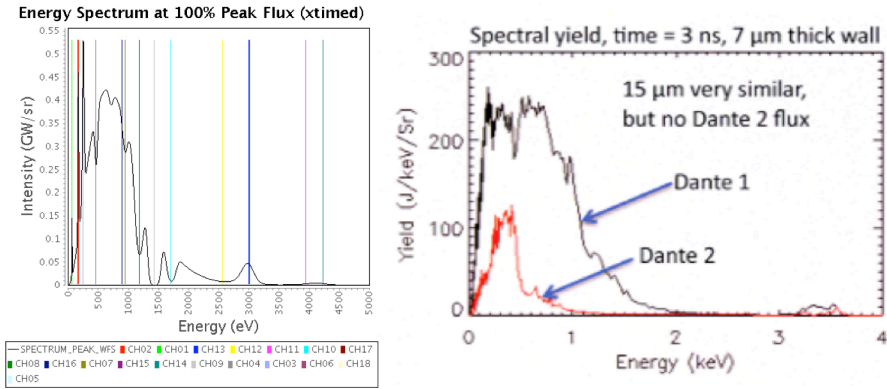 Energy Spectrum at 100% Peak Flux (xtimed)
Intensity (GW/sr)
0.55
0.5
0.45
0.4
0.35
0.3
0.25
0.2
0.15
0.1
0.05
0
0 500 1000 1500 2000 2500 3000 3500 4000 4500 5000
Energy (eV)
SPECTRUM_PEAK_WFS CH02 CH01 CH13 CH12 CH11 CH10 CH17
CH08 CH16 CH07 CH15 CH14 CH09 CH04 CH03 CH06 CH18
CH05
Spectral yield, time = 3 ns, 7 μm thick wall
15 μm very similar,
but no Dante 2 flux
Dante 1
Dante 2
Yield (J/keV/Sr)
300
200
100
0
0 1 2 3 4
Energy (keV)